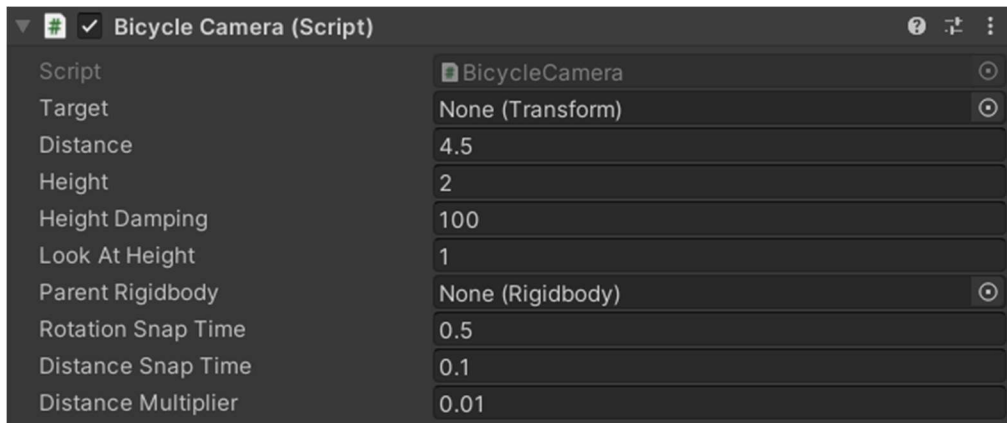 Bicycle Camera (Script)
Script BicycleCamera
Target None (Transform)
Distance 4.5
Height 2
Height Damping 100
Look At Height 1
Parent Rigidbody None (Rigidbody)
Rotation Snap Time 0.5
Distance Snap Time 0.1
Distance Multiplier 0.01